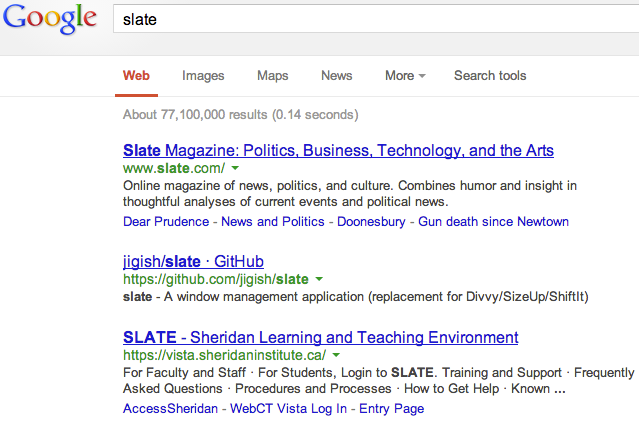 Google slate
Web Images Maps News More Search tools
About 77,100,000 results (0.14 seconds)
Slate Magazine: Politics, Business, Technology, and the Arts
www.slate.com/
Online magazine of news, politics, and culture. Combines humor and insight in
thoughtful analyses of current events and political news.
Dear Prudence - News and Politics - Doonesbury - Gun death since Newtown
jigish/slate · GitHub
https://github.com/jigish/slate
slate - A window management application (replacement for Divvy/SizeUp/ShiftIt)
SLATE - Sheridan Learning and Teaching Environment
https://vista.sheridaninstitute.ca/
For Faculty and Staff · For Students, Login to SLATE. Training and Support · Frequently
Asked Questions · Procedures and Processes · How to Get Help · Known ...
AccessSheridan - WebCT Vista Log In - Entry Page